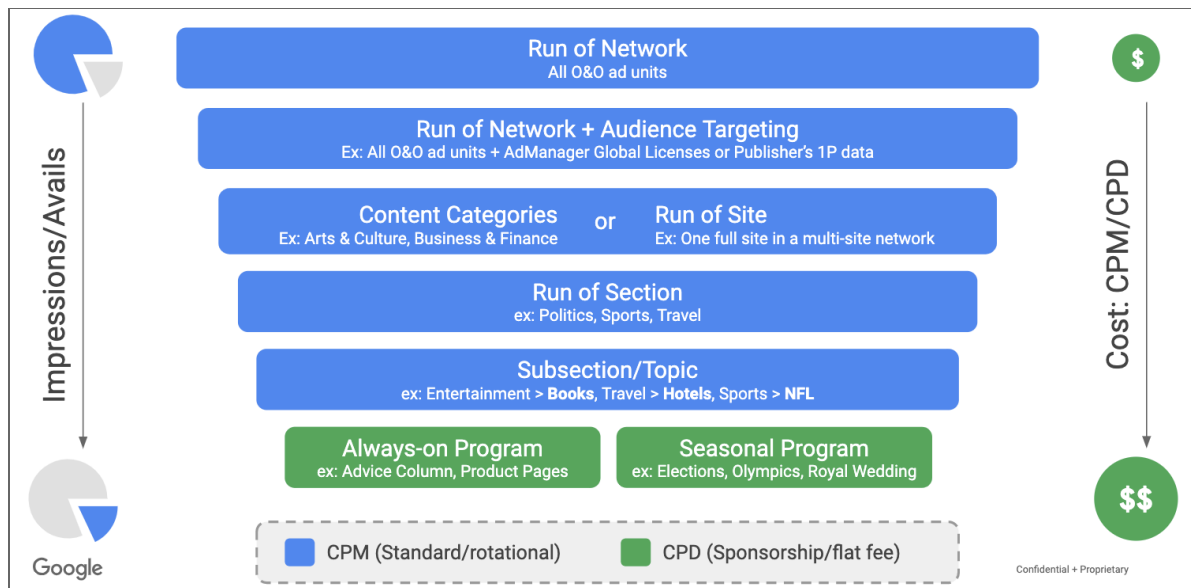 Run of Network
All O&O ad units
$
Run of Network + Audience Targeting
Ex: All O&O ad units + AdManager Global Licenses or Publisher's 1P data
Impressions/Avails
Content Categories or Run of Site
Ex: Arts & Culture, Business & Finance Ex: One full site in a multi-site network
Cost: CPM/CPD
Run of Section
ex: Politics, Sports, Travel
Subsection/Topic
ex: Entertainment > Books, Travel > Hotels, Sports > NFL
Always-on Program
ex: Advice Column, Product Pages
Seasonal Program
ex: Elections, Olympics, Royal Wedding
$$
CPM (Standard/rotational) CPD (Sponsorship/flat fee)
Google
Confidential + Proprietary